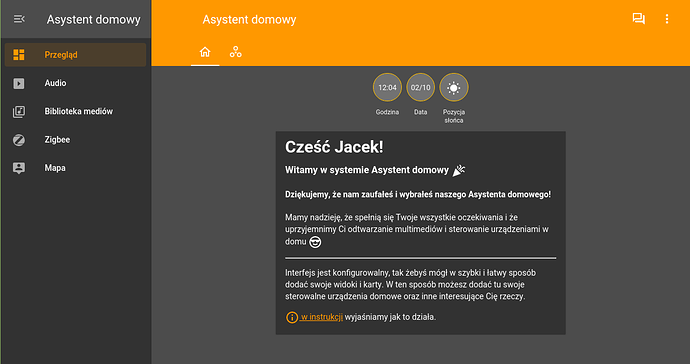 Asystent domowy
Przegląd
Audio
Biblioteka mediów
Zigbee
Mapa
Asystent domowy
12:04
02/10
Godzina
Data
Pozycja
słońca
Cześć Jacek!
Witamy w systemie Asystent domowy
Dziękujemy, że nam zaufałeś i wybrałeś naszego Asystenta domowego!
Mamy nadzieję, że spełnią się Twoje wszystkie oczekiwania i że
uprzyjemnimy Ci odtwarzanie multimediów i sterowanie urządzeniami w
domu
Interfejs jest konfigurowalny, tak żebyś mógł w szybki i łatwy sposób
dodać swoje widoki i karty. W ten sposób możesz dodać tu swoje
sterowalne urządzenia domowe oraz inne interesujące Cię rzeczy.
w instrukcji wyjaśniamy jak to działa.